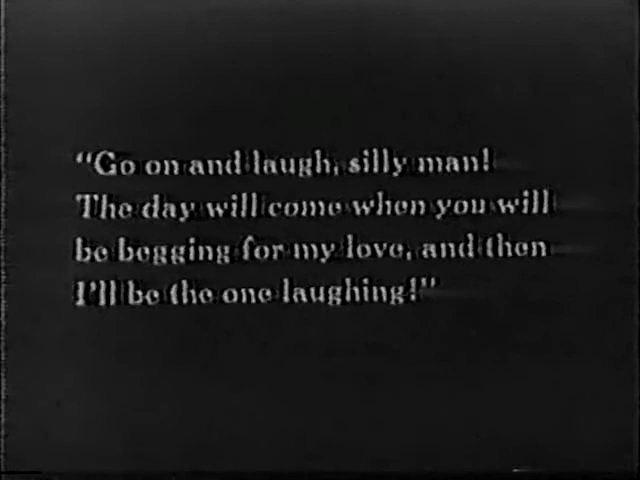 "Go on and laugh, silly man!
The day will come when you will
be begging for my love, and then
I'll be the one laughing!"